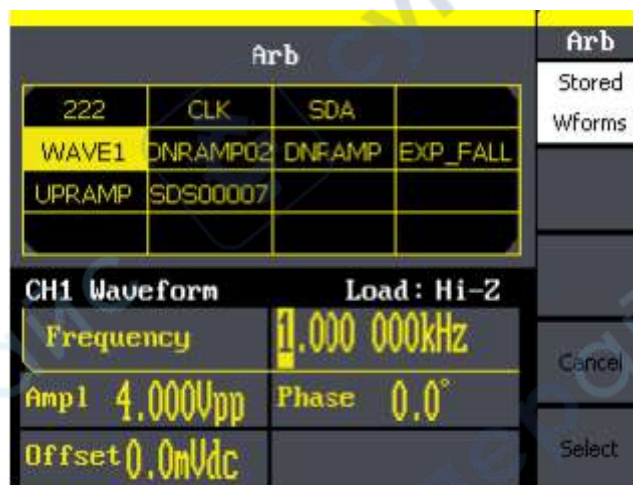 Arb
Arb
Stored
Wforms
222 CLK SDA
WAVE1 DNRAMP02 DNRAMP EXP_FALL
UPRAMP SDS00007
CH1 Waveform Load: Hi-Z
Frequency 1.000 000kHz
Cancel
Ampl 4.000Vpp Phase 0.0°
Offset 0.0mVdc
Select